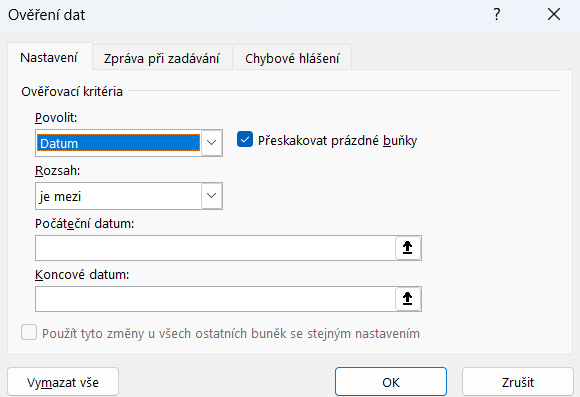 Ověření dat
?
Nastavení
Zpráva při zadávání
Chybové hlášení
Ověřovací kritéria
Povolit:
Datum
Přeskakovat prázdné buňky
Rozsah:
je mezi
Počáteční datum:
Koncové datum:
Použít tyto změny u všech ostatních buněk se stejným nastavením
Vymazat vše
OK
Zrušit